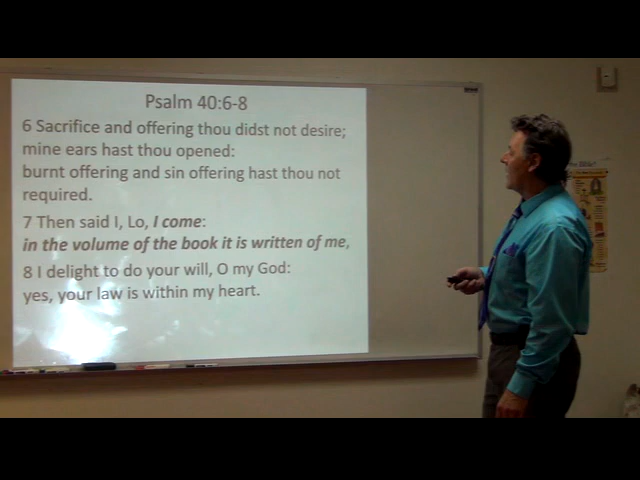 Psalm 40:6-8
6 Sacrifice and offering thou didst not desire;
mine ears hast thou opened:
burnt offering and sin offering hast thou not
required.
7 Then said I, Lo, I come:
in the volume of the book it is written of me,
8 I delight to do your will, O my God:
yes, your law is within my heart.